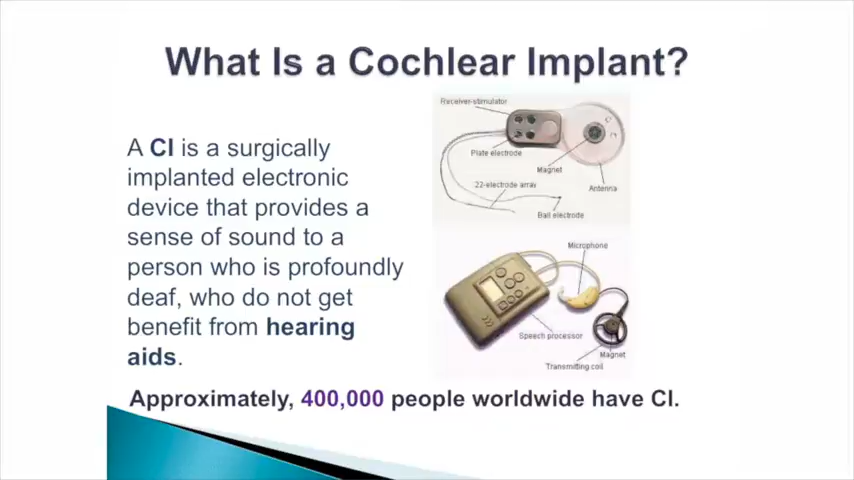 What Is a Cochlear Implant?
A CI is a surgically
implanted electronic
device that provides a
sense of sound to a
person who is profoundly
deaf, who do not get
benefit from hearing
aids.
Receiver-stimulator
Plate electrode
Magnet
Antenna
22-electrode array
Ball electrode
Microphone
Speech processor
Magnet
Transmitting coil
Approximately, 400,000 people worldwide have CI.